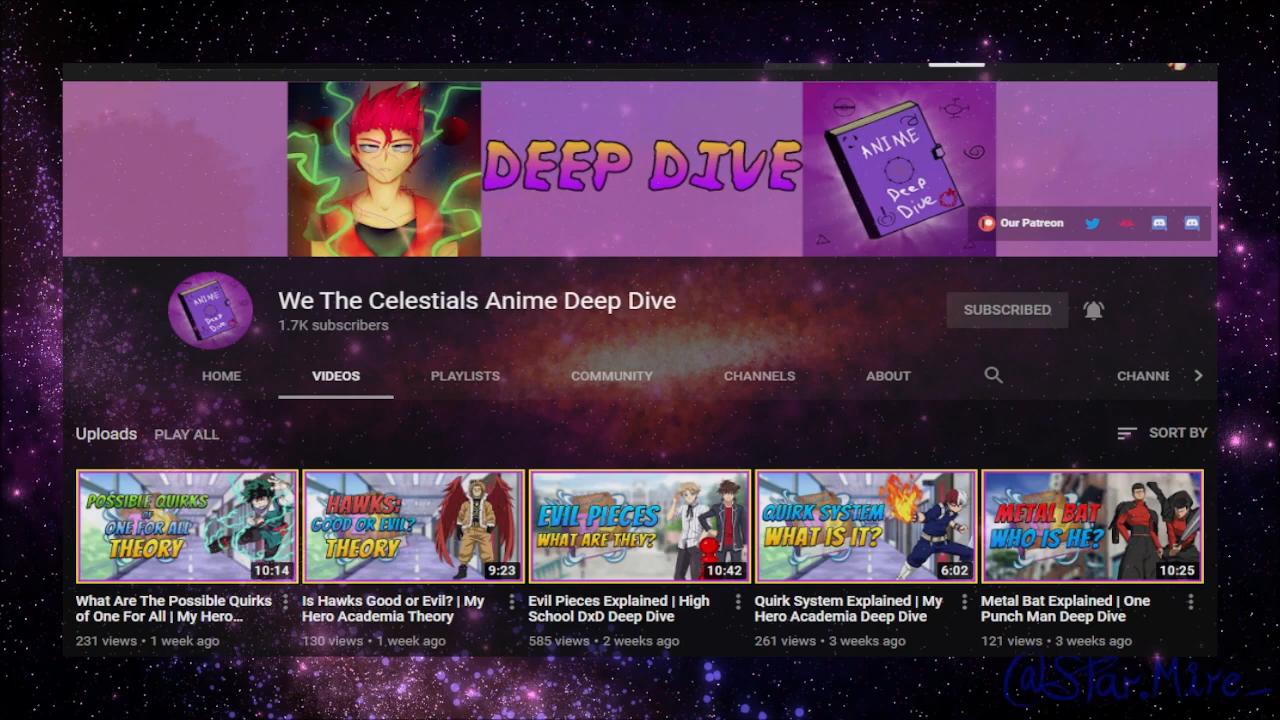 DEEP DIVE
ANIME
Deep
Dive
Our Patreon
ANIME
Deep
Dive
We The Celestials Anime Deep Dive
1.7K subscribers
SUBSCRIBED
HOME VIDEOS PLAYLISTS COMMUNITY CHANNELS ABOUT CHANNE
Uploads PLAY ALL SORT BY
POSSIBLE QUIRKS
OF
ONE FOR ALL
THEORY
10:14
HAWKS:
GOOD OR EVIL?
THEORY
9:23
EVIL PIECES
WHAT ARE THEY?
10:42
QUIRK SYSTEM
WHAT IS IT?
6:02
METAL BAT
WHO IS HE?
10:25
What Are The Possible Quirks
of One For All | My Hero...
231 views • 1 week ago
Is Hawks Good or Evil? | My
Hero Academia Theory
130 views • 1 week ago
Evil Pieces Explained | High
School DxD Deep Dive
585 views • 2 weeks ago
Quirk System Explained | My
Hero Academia Deep Dive
261 views • 3 weeks ago
Metal Bat Explained | One
Punch Man Deep Dive
121 views • 3 weeks ago
@Star.Mire_